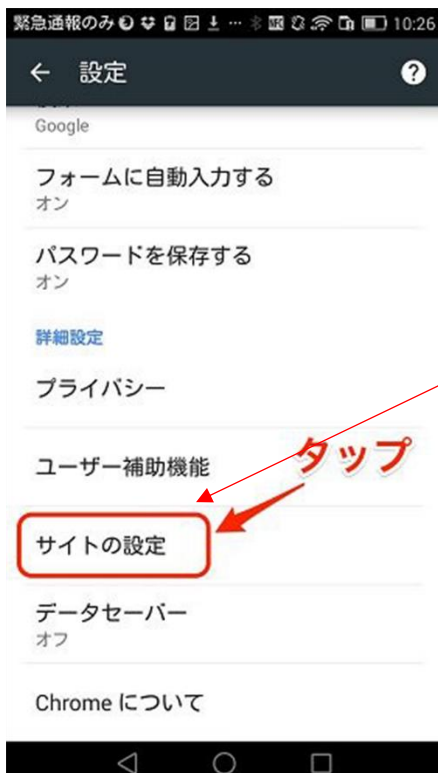 緊急通報のみ 10:26
設定
Google
フォームに自動入力する
オン
パスワードを保存する
オン
詳細設定
プライバシー
ユーザー補助機能
タップ
サイトの設定
データセーバー
オフ
Chrome について